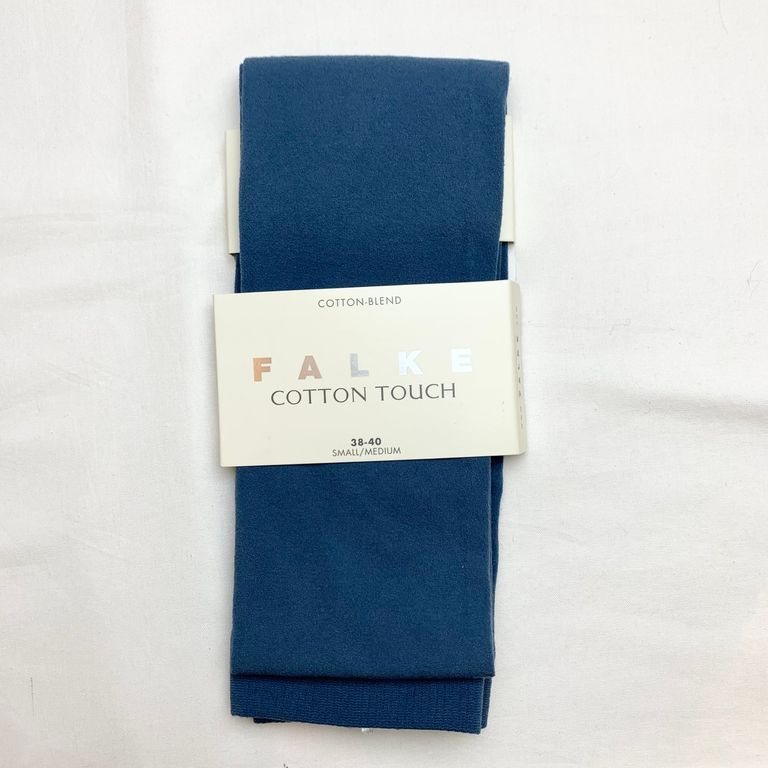 COTTON-BLEND
FALKE
COTTON TOUCH
38-40
SMALL/MEDIUM